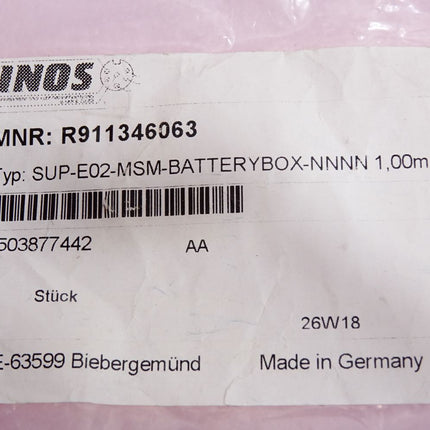 INOS
MNR: R911346063
Typ: SUP-E02-MSM-BATTERYBOX-NNNN 1,00m
503877442 AA
Stück
26W18
E-63599 Biebergemünd Made in Germany